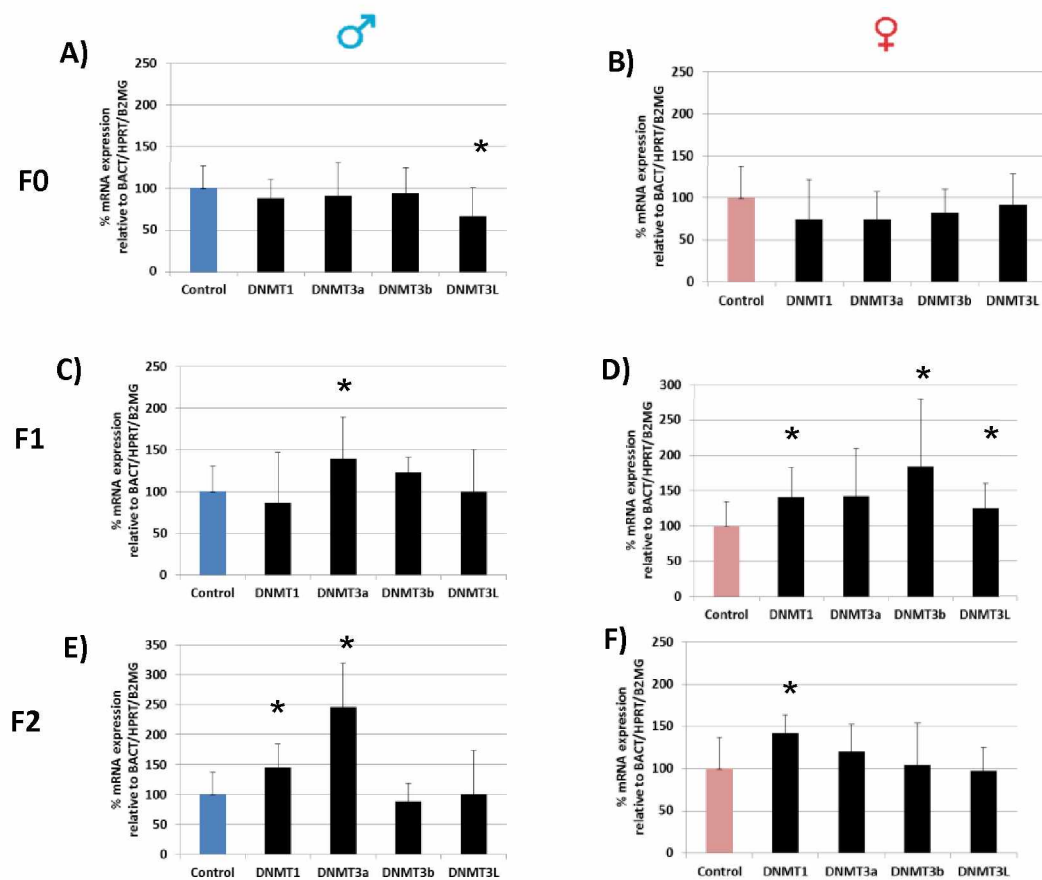 A)
% mRNA expression
relative to BACT/HPRT/B2MG
250
200
150
100
50
0
*
Control DNMT1 DNMT3a DNMT3b DNMT3L
B)
% mRNA expression
relative to BACT/HPRT/B2MG
250
200
150
100
50
0
Control DNMT1 DNMT3a DNMT3b DNMT3L
F0
C)
% mRNA expression
relative to BACT/HPRT/B2MG
250
200
150
100
50
0
*
Control DNMT1 DNMT3a DNMT3b DNMT3L
D)
% mRNA expression
relative to BACT/HPRT/B2MG
300
250
200
150
100
50
0
* * *
Control DNMT1 DNMT3a DNMT3b DNMT3L
F1
E)
% mRNA expression
relative to BACT/HPRT/B2MG
350
300
250
200
150
100
50
0
* *
Control DNMT1 DNMT3a DNMT3b DNMT3L
F)
% mRNA expression
relative to BACT/HPRT/B2MG
250
200
150
100
50
0
*
Control DNMT1 DNMT3a DNMT3b DNMT3L
F2